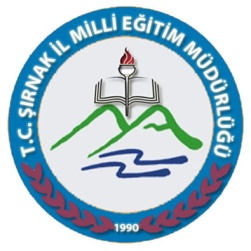 T.C. ŞIRNAK İL MİLLİ EĞİTİM MÜDÜRLÜĞÜ
1990